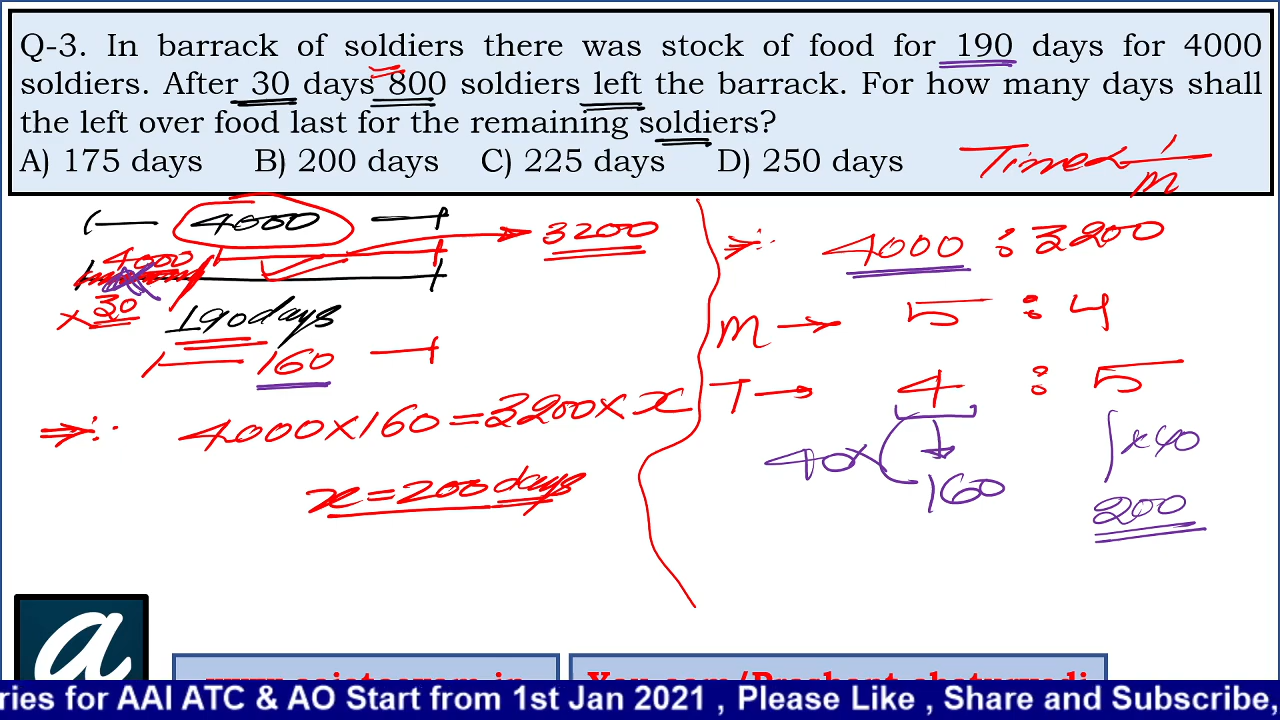 Q-3. In barrack of soldiers there was stock of food for 190 days for 4000
soldiers. After 30 days 800 soldiers left the barrack. For how many days shall
the left over food last for the remaining soldiers?
A) 175 days B) 200 days C) 225 days D) 250 days
Time ∝ 1/m
4000
3200
4000
× 30
190 days
160
⇒∴ 4000 × 160 = 3200 × x
x = 200 days
⇒∴ 4000 : 3200
M → 5 : 4
T → 4 : 5
40× ×40
160
200
a
ries for AAI ATC & AO Start from 1st Jan 2021 , Please Like , Share and Subscribe,